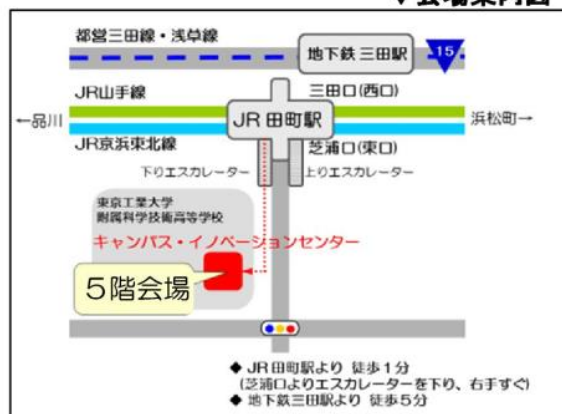 都営三田線・浅草線
地下鉄 三田駅
15
JR山手線
三田口(西口)
←品川
JR 田町駅
浜松町→
JR京浜東北線
芝浦口(東口)
下りエスカレーター
上りエスカレーター
東京工業大学
附属科学技術高等学校
キャンパス・イノベーションセンター
5階会場
◆ JR田町駅より 徒歩1分
(芝浦口よりエスカレーターを下り、右手すぐ)
◆ 地下鉄三田駅より 徒歩5分